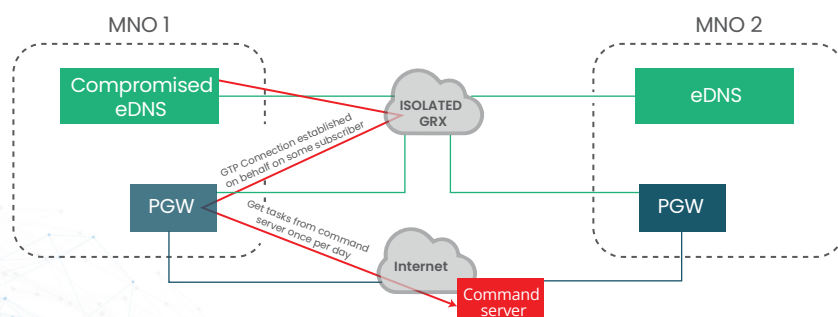 MNO 1
MNO 2
Compromised
eDNS
ISOLATED
GRX
eDNS
GTP Connection established
on behalf on some subscriber
PGW
PGW
Get tasks from command
server once per day
Internet
Command
server